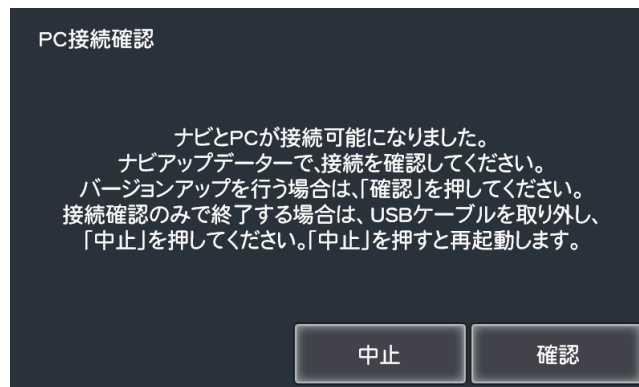 PC接続確認
ナビとPCが接続可能になりました。
ナビアップデーターで、接続を確認してください。
バージョンアップを行う場合は、「確認」を押してください。
接続確認のみで終了する場合は、USBケーブルを取り外し、
「中止」を押してください。「中止」を押すと再起動します。
中止
確認